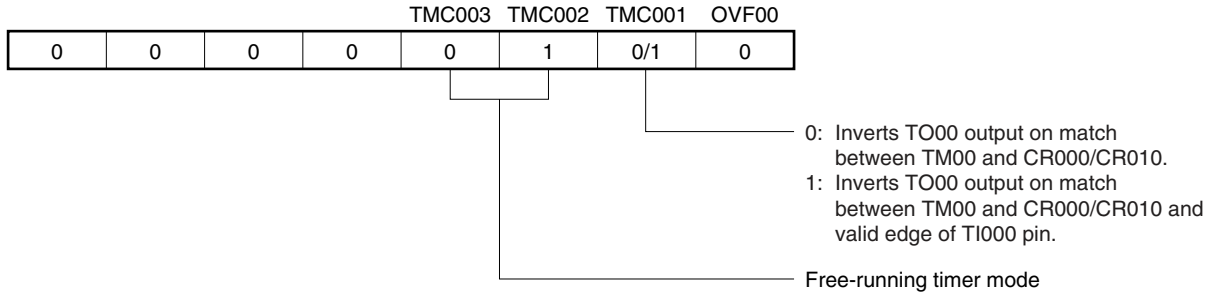 TMC003 TMC002 TMC001 OVF00
0 0 0 0 0 1 0/1 0
0: Inverts TO00 output on match
between TM00 and CR000/CR010.
1: Inverts TO00 output on match
between TM00 and CR000/CR010 and
valid edge of TI000 pin.
Free-running timer mode